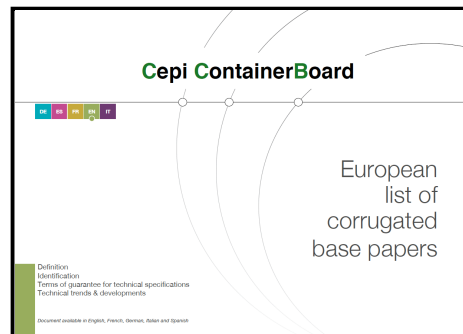 Cepi ContainerBoard
DE ES FR EN IT
European
list of
corrugated
base papers
Definition
Identification
Terms of guarantee for technical specifications
Technical trends & developments
Document available in English, French, German, Italian and Spanish